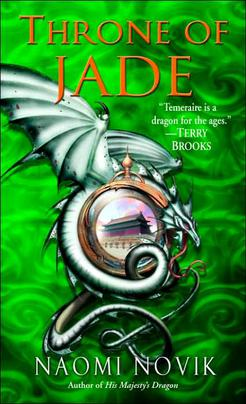 THRONE OF
JADE
"Temeraire is a
dragon for the ages."
—TERRY
BROOKS
NAOMI NOVIK
Author of His Majesty's Dragon